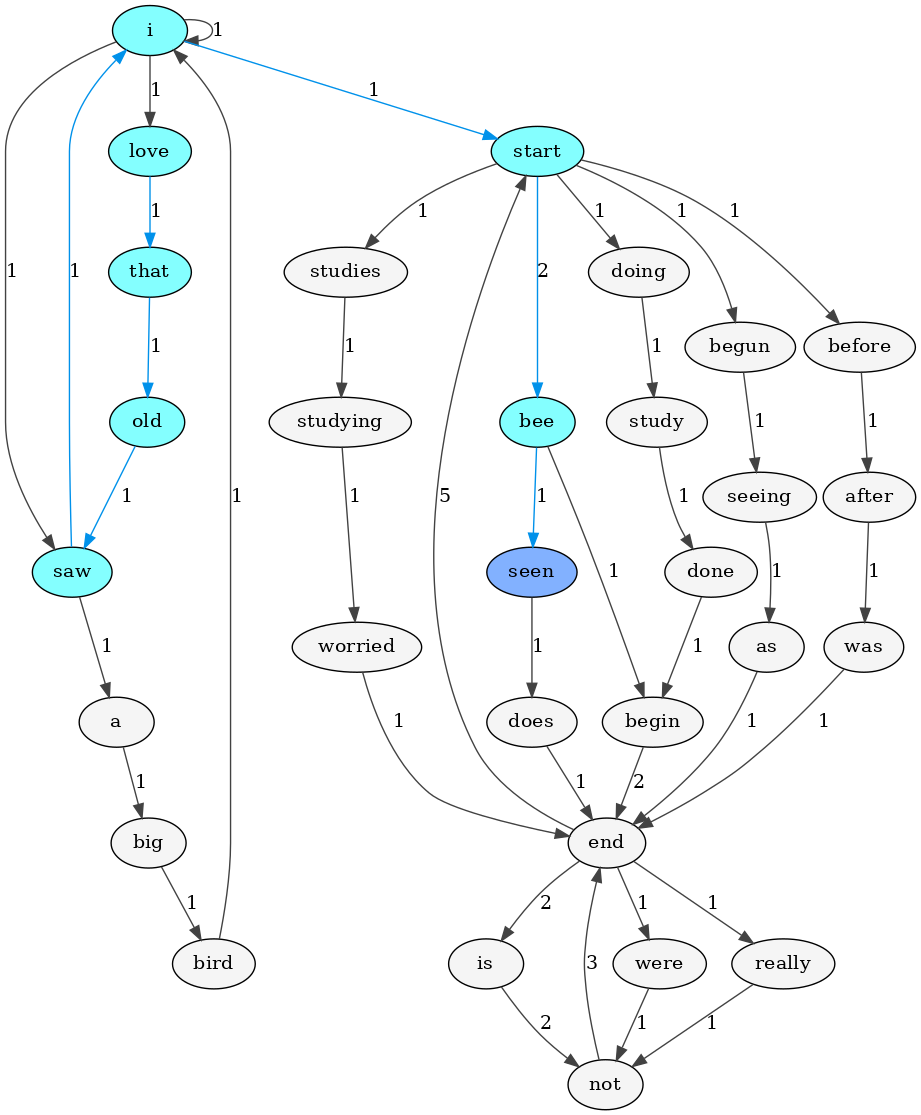 i 1
1 1
love
start
1 1 2 1 1 1
that
studies
doing
1 1 1
begun
before
1 1
old
studying
bee
study
1 1 1 1
seeing
after
1 1 5 1 1 1
saw
seen
done
1 1 1 1
as
was
worried
a
does
begin
1 1 1 2 1 1
big
end
1 2 1 1
bird
is
were
really
3
2 1 1
not